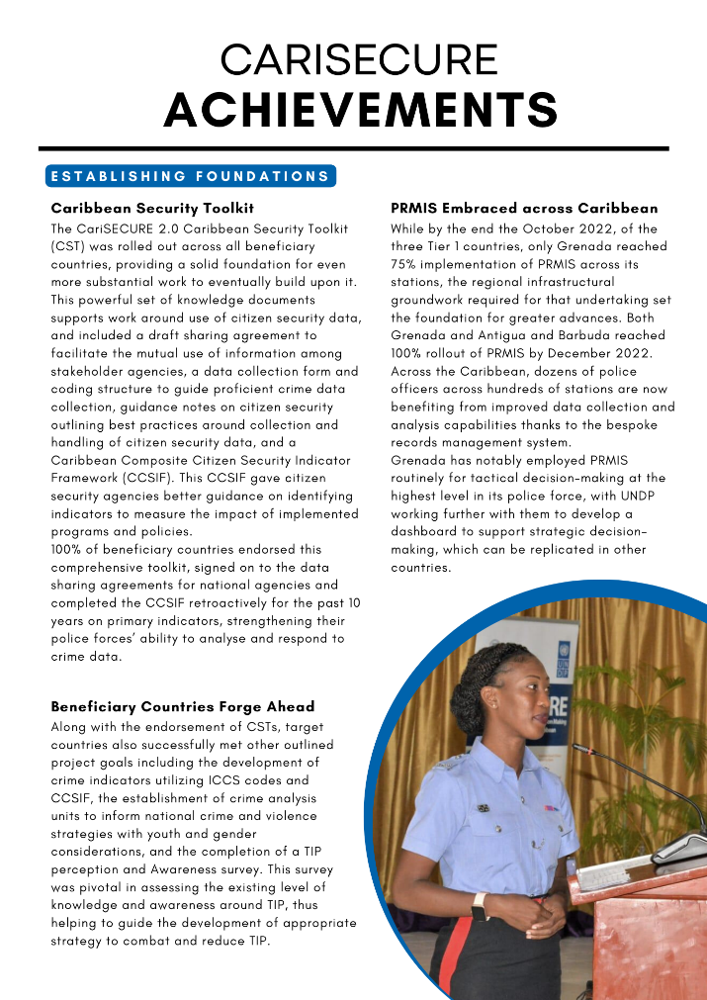 CARISECURE
ACHIEVEMENTS
ESTABLISHING FOUNDATIONS
Caribbean Security Toolkit
The CariSECURE 2.0 Caribbean Security Toolkit
(CST) was rolled out across all beneficiary
countries, providing a solid foundation for even
more substantial work to eventually build upon it.
This powerful set of knowledge documents
supports work around use of citizen security data,
and included a draft sharing agreement to
facilitate the mutual use of information among
stakeholder agencies, a data collection form and
coding structure to guide proficient crime data
collection, guidance notes on citizen security
outlining best practices around collection and
handling of citizen security data, and a
Caribbean Composite Citizen Security Indicator
Framework (CCSIF). This CCSIF gave citizen
security agencies better guidance on identifying
indicators to measure the impact of implemented
programs and policies.
100% of beneficiary countries endorsed this
comprehensive toolkit, signed on to the data
sharing agreements for national agencies and
completed the CCSIF retroactively for the past 10
years on primary indicators, strengthening their
police forces' ability to analyse and respond to
crime data.
Beneficiary Countries Forge Ahead
Along with the endorsement of CSTs, target
countries also successfully met other outlined
project goals including the development of
crime indicators utilizing ICCS codes and
CCSIF, the establishment of crime analysis
units to inform national crime and violence
strategies with youth and gender
considerations, and the completion of a TIP
perception and Awareness survey. This survey
was pivotal in assessing the existing level of
knowledge and awareness around TIP, thus
helping to guide the development of appropriate
strategy to combat and reduce TIP.
PRMIS Embraced across Caribbean
While by the end the October 2022, of the
three Tier 1 countries, only Grenada reached
75% implementation of PRMIS across its
stations, the regional infrastructural
groundwork required for that undertaking set
the foundation for greater advances. Both
Grenada and Antigua and Barbuda reached
100% rollout of PRMIS by December 2022.
Across the Caribbean, dozens of police
officers across hundreds of stations are now
benefiting from improved data collection and
analysis capabilities thanks to the bespoke
records management system.
Grenada has notably employed PRMIS
routinely for tactical decision-making at the
highest level in its police force, with UNDP
working further with them to develop a
dashboard to support strategic decision-
making, which can be replicated in other
countries.
UN
DP
RE